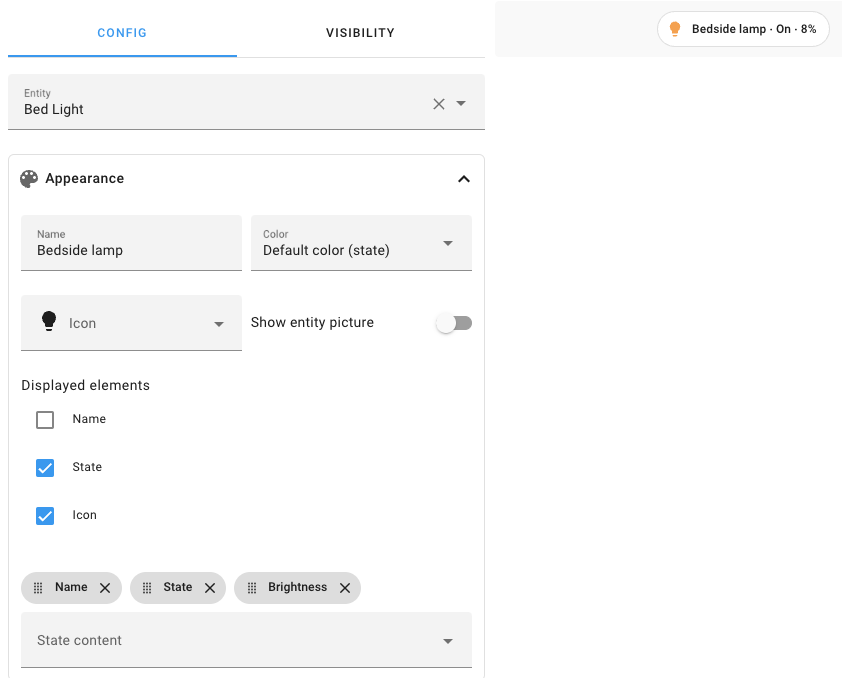 CONFIG
VISIBILITY
Bedside lamp · On · 8%
Entity
Bed Light
Appearance
Name
Bedside lamp
Color
Default color (state)
Icon
Show entity picture
Displayed elements
Name
State
Icon
Name
State
Brightness
State content